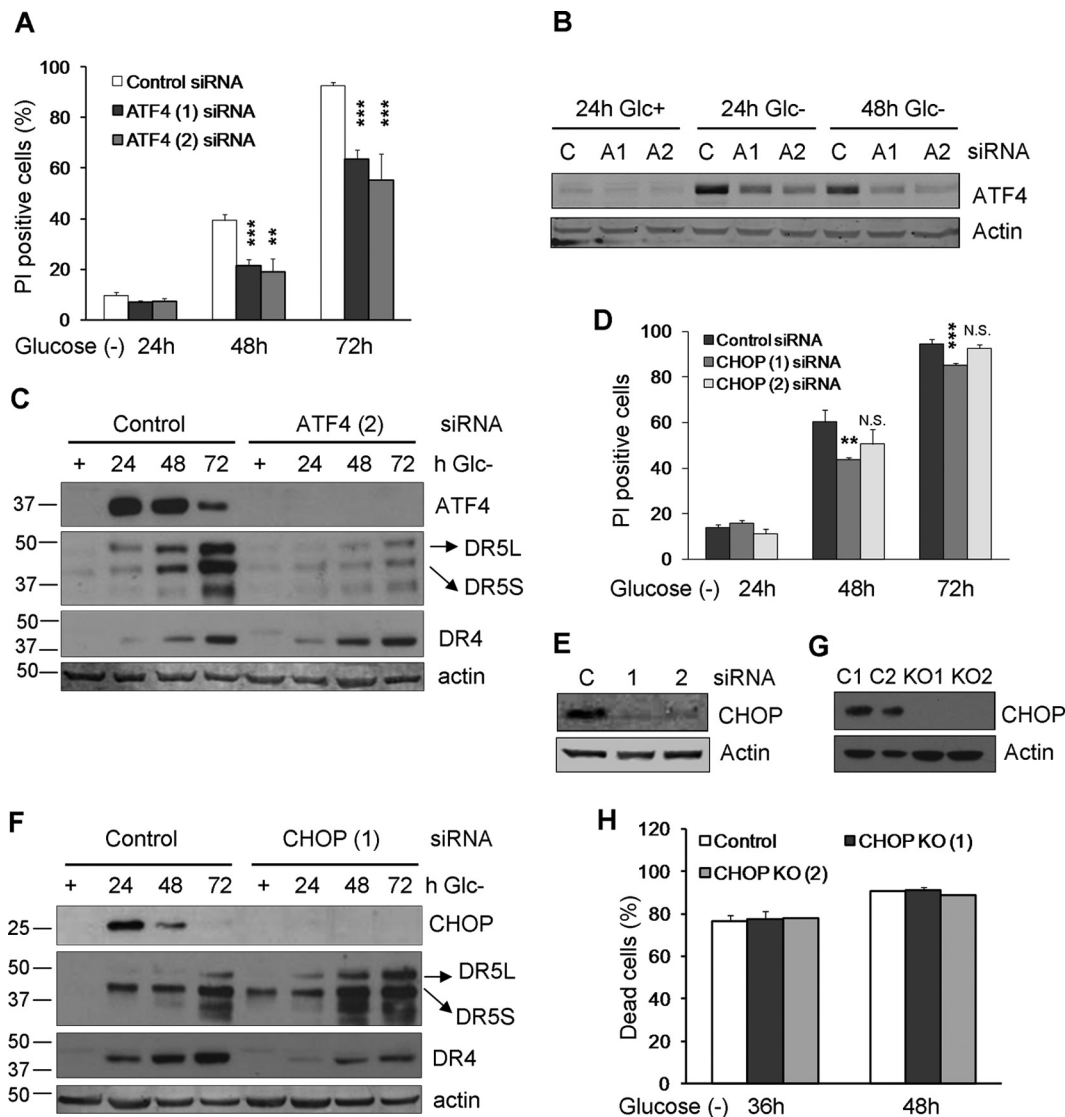 A
100
80
60
40
20
0
PI positive cells (%)
Control siRNA
ATF4 (1) siRNA
ATF4 (2) siRNA
***
**
***
***
Glucose (-) 24h 48h 72h
B
24h Glc+ 24h Glc- 48h Glc-
C A1 A2 C A1 A2 C A1 A2 siRNA
ATF4
Actin
C
Control ATF4 (2) siRNA
+ 24 48 72 + 24 48 72 h Glc-
37
ATF4
50
37
DR5L
DR5S
50
37
DR4
50
actin
D
100
80
60
40
20
0
PI positive cells
Control siRNA
CHOP (1) siRNA
CHOP (2) siRNA
**
N.S.
***
N.S.
Glucose (-) 24h 48h 72h
E
C 1 2 siRNA
CHOP
Actin
G
C1 C2 KO1 KO2
CHOP
Actin
F
Control CHOP (1) siRNA
+ 24 48 72 + 24 48 72 h Glc-
25
CHOP
50
37
DR5L
DR5S
50
37
DR4
50
actin
H
120
100
80
60
40
20
0
Dead cells (%)
Control
CHOP KO (1)
CHOP KO (2)
Glucose (-) 36h 48h